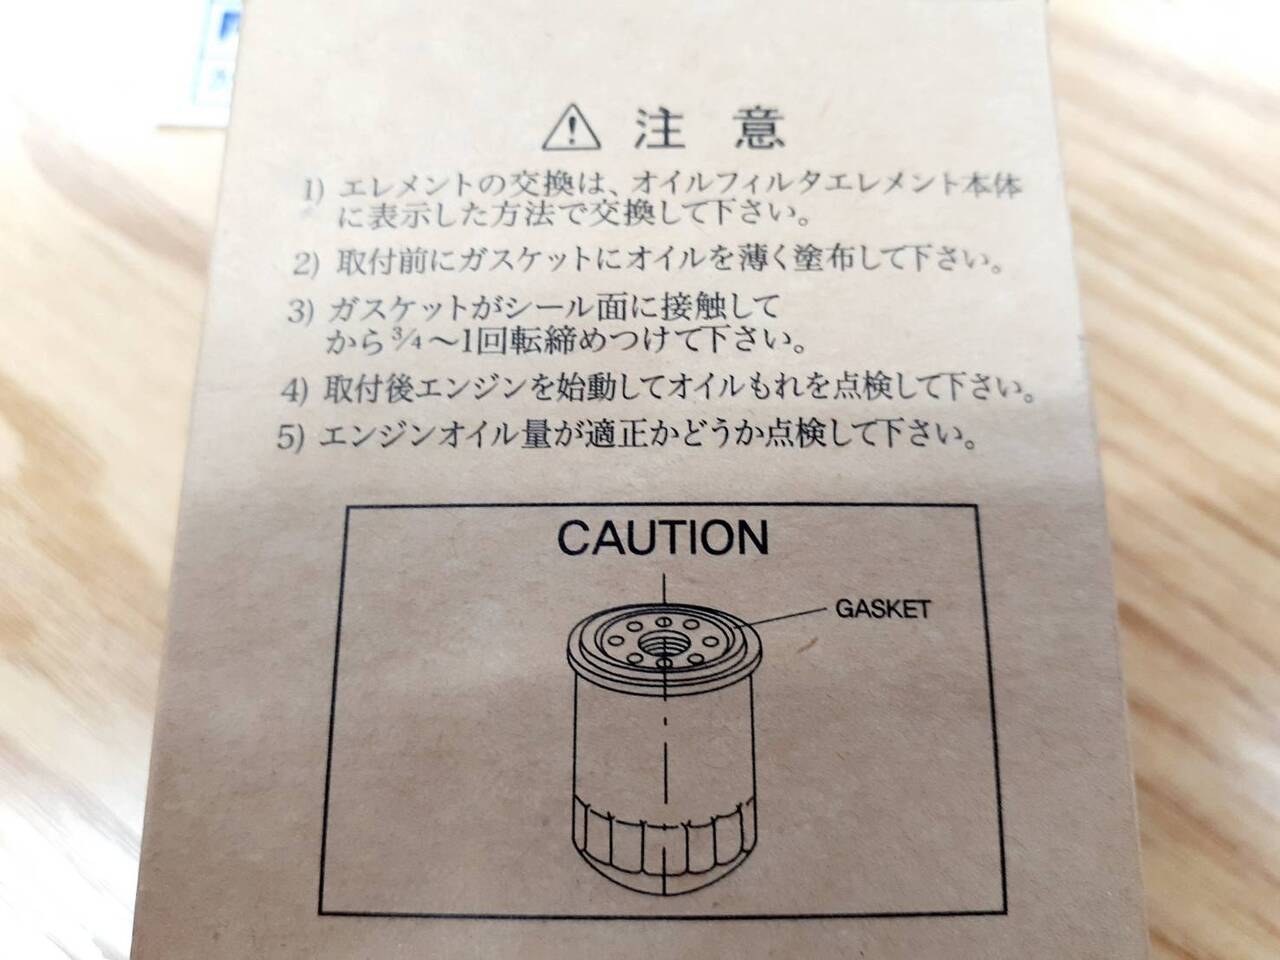 ⚠ 注意
1) エレメントの交換は、オイルフィルタエレメント本体
に表示した方法で交換して下さい。
2) 取付前にガスケットにオイルを薄く塗布して下さい。
3) ガスケットがシール面に接触して
から3/4〜1回転締めつけて下さい。
4) 取付後エンジンを始動してオイルもれを点検して下さい。
5) エンジンオイル量が適正かどうか点検して下さい。
CAUTION
GASKET